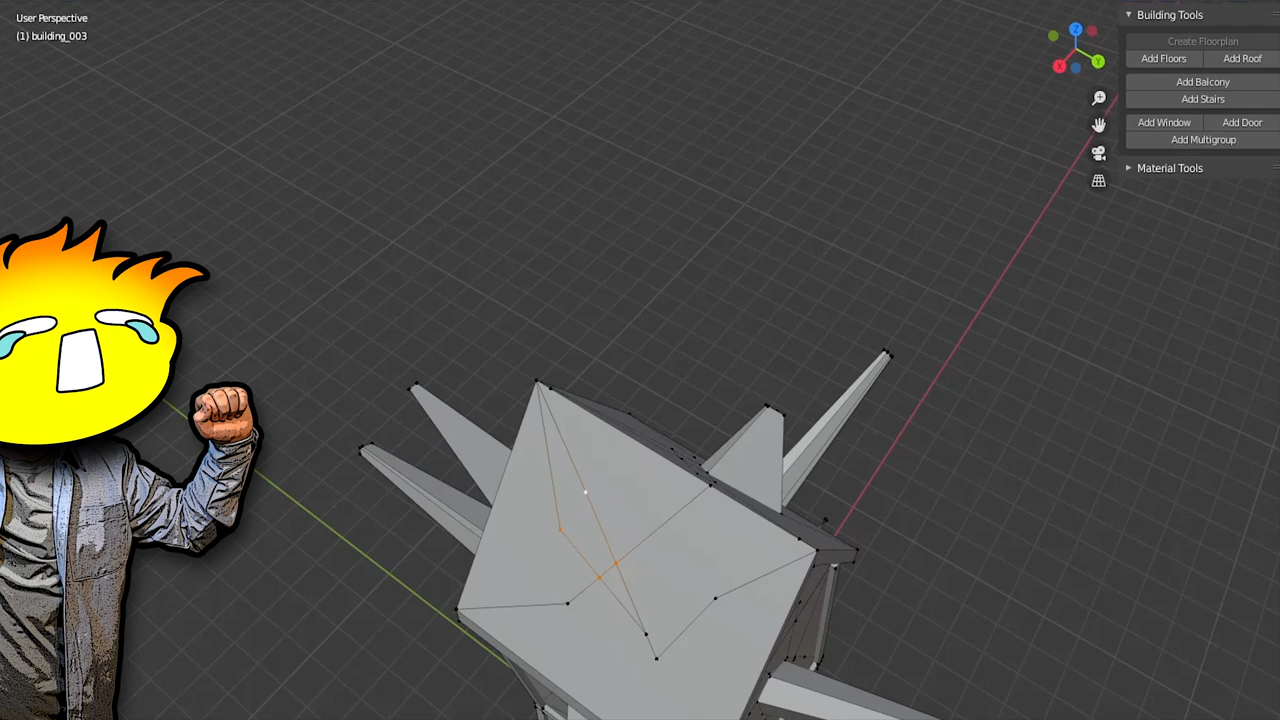 User Perspective
(1) building_003
Z
Y
X
Building Tools
Create Floorplan
Add Floors
Add Roof
Add Balcony
Add Stairs
Add Window
Add Door
Add Multigroup
Material Tools